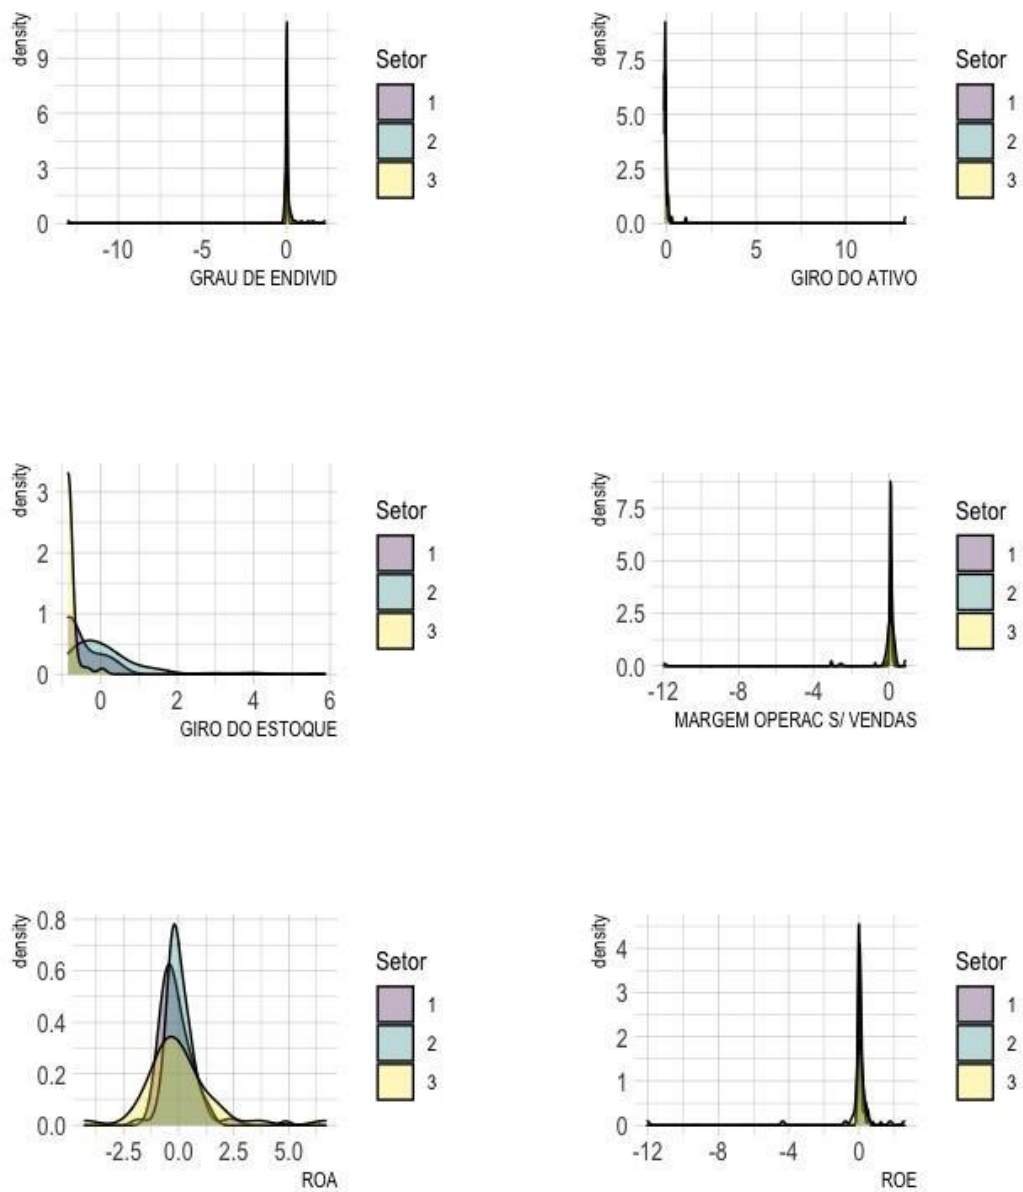 density
9
6
3
0
-10 -5 0
GRAU DE ENDIVID
Setor
1
2
3
density
7.5
5.0
2.5
0.0
0 5 10
GIRO DO ATIVO
Setor
1
2
3
density
3
2
1
0
0 2 4 6
GIRO DO ESTOQUE
Setor
1
2
3
density
7.5
5.0
2.5
0.0
-12 -8 -4 0
MARGEM OPERAC S/ VENDAS
Setor
1
2
3
density
0.8
0.6
0.4
0.2
0.0
-2.5 0.0 2.5 5.0
ROA
Setor
1
2
3
density
4
3
2
1
0
-12 -8 -4 0
ROE
Setor
1
2
3